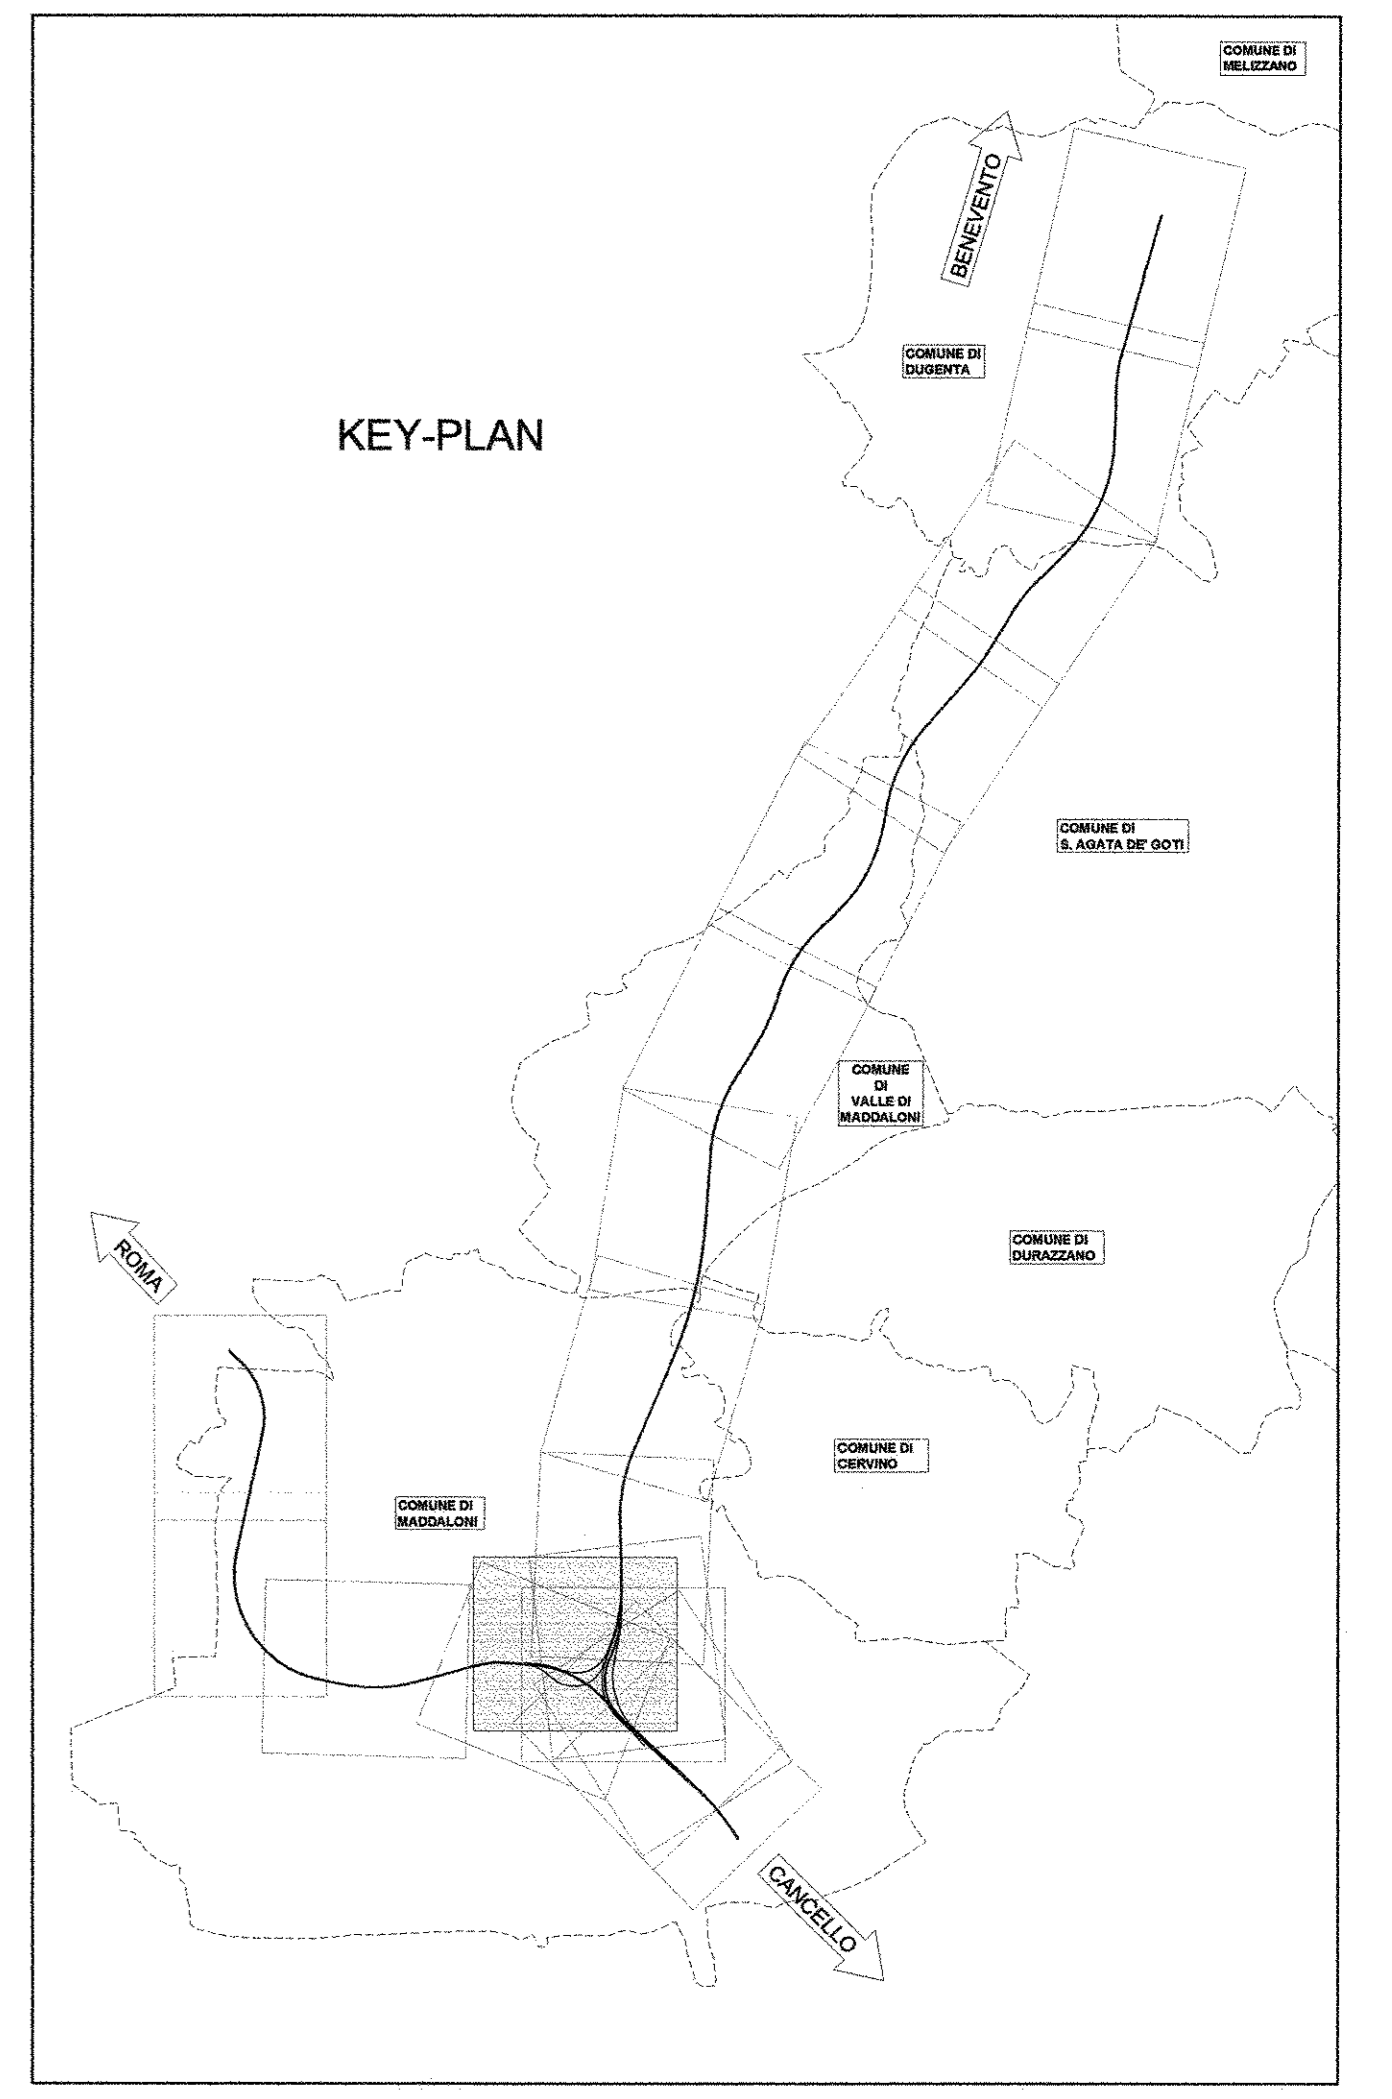 COMUNE DI
MELIZZANO
BENEVENTO
COMUNE DI
DUGENTA
KEY-PLAN
COMUNE DI
S. AGATA DE' GOTI
COMUNE
DI
VALLE DI
MADDALONI
ROMA
COMUNE DI
DURAZZANO
COMUNE DI
CERVINO
COMUNE DI
MADDALONI
CANCELLO